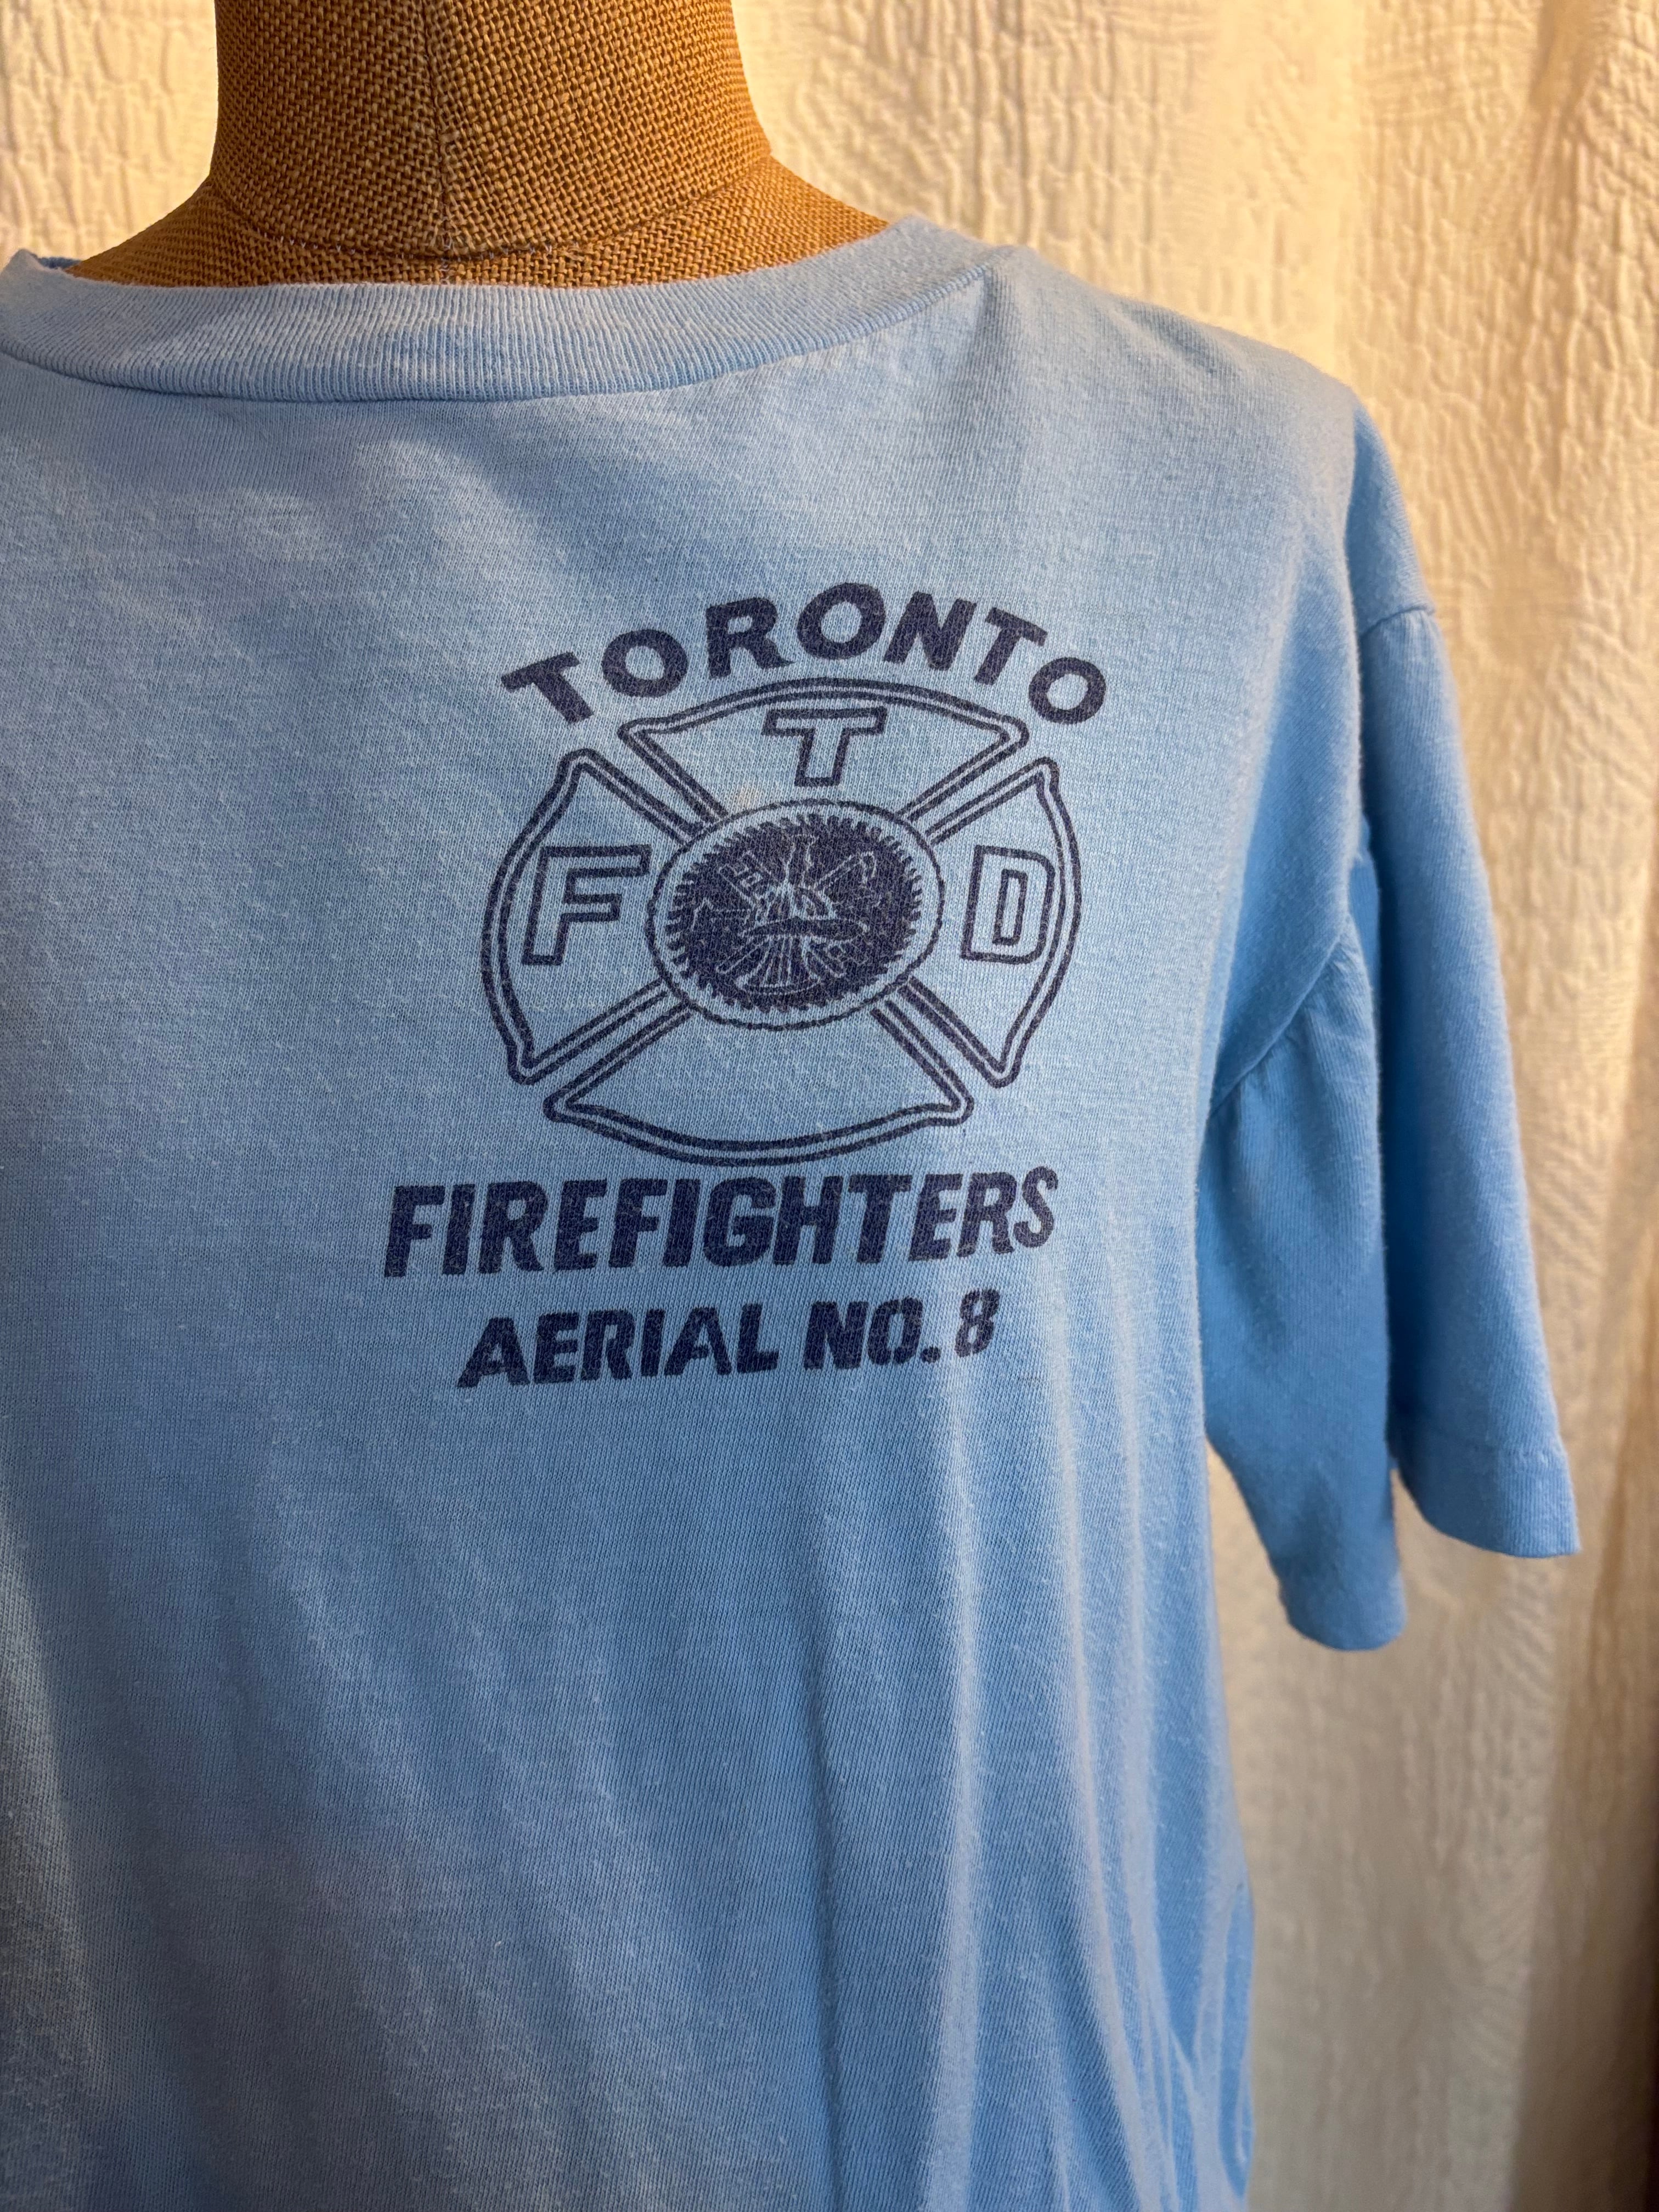 TORONTO
T
F D
FIREFIGHTERS
AERIAL NO. 8